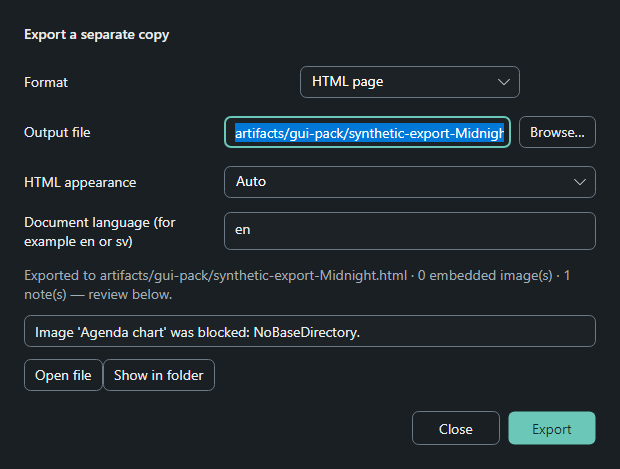 Export a separate copy
Format
HTML page
Output file
artifacts/gui-pack/synthetic-export-Midnigh
Browse...
HTML appearance
Auto
Document language (for
example en or sv)
en
Exported to artifacts/gui-pack/synthetic-export-Midnight.html · 0 embedded image(s) · 1
note(s) — review below.
Image 'Agenda chart' was blocked: NoBaseDirectory.
Open file
Show in folder
Close
Export